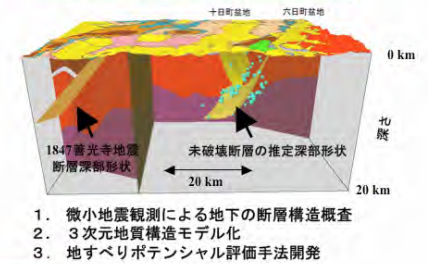 十日町盆地 六日町盆地
0 km
1847善光寺地震
断層深部形状
未破壊断層の推定深部形状
深さ
20 km
20 km
1. 微小地震観測による地下の断層構造概査
2. 3次元地質構造モデル化
3. 地すべりポテンシャル評価手法開発